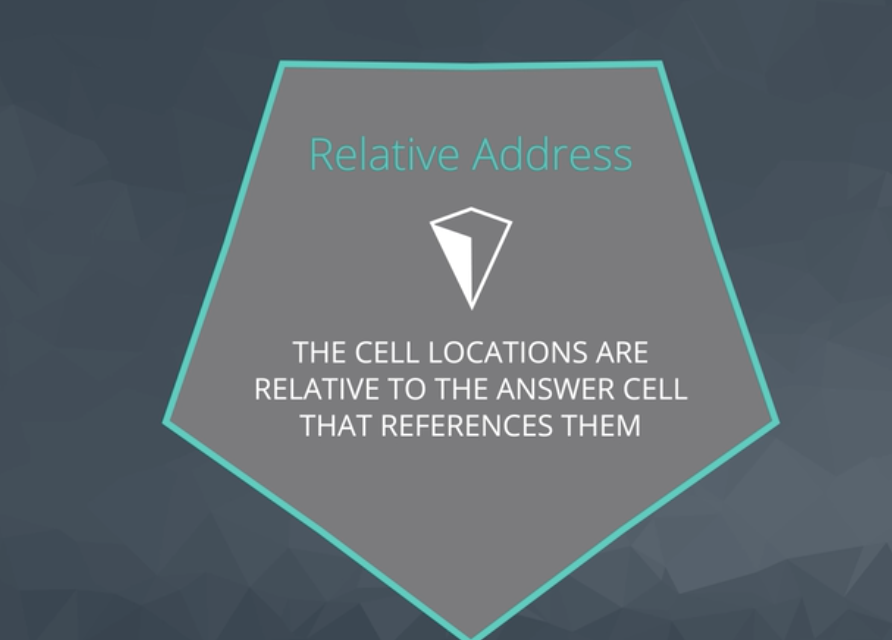 Relative Address
THE CELL LOCATIONS ARE
RELATIVE TO THE ANSWER CELL
THAT REFERENCES THEM